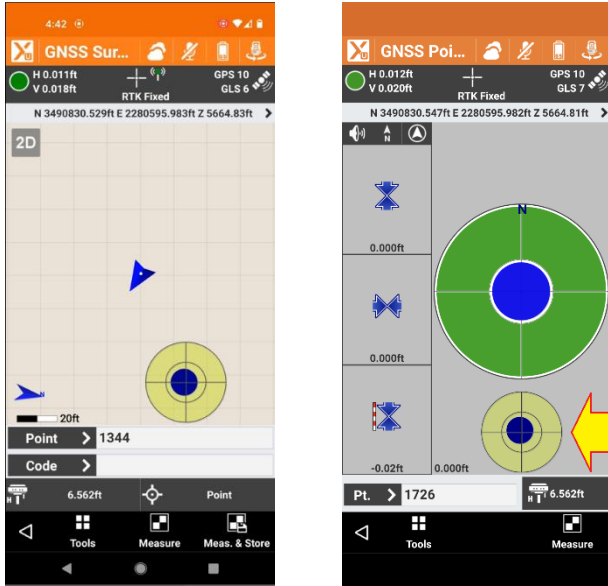 4:42
GNSS Sur...
H 0.011ft
V 0.018ft
RTK Fixed
GPS 10
GLS 6
N 3490830.529ft E 2280595.983ft Z 5664.83ft
2D
N
20ft
Point > 1344
Code >
H
6.562ft
Point
Tools
Measure
Meas. & Store
GNSS Poi...
H 0.012ft
V 0.020ft
RTK Fixed
GPS 10
GLS 7
N 3490830.547ft E 2280595.982ft Z 5664.81ft
N
N
0.000ft
0.000ft
-0.02ft
0.000ft
Pt. > 1726
H
6.562ft
Tools
Measure